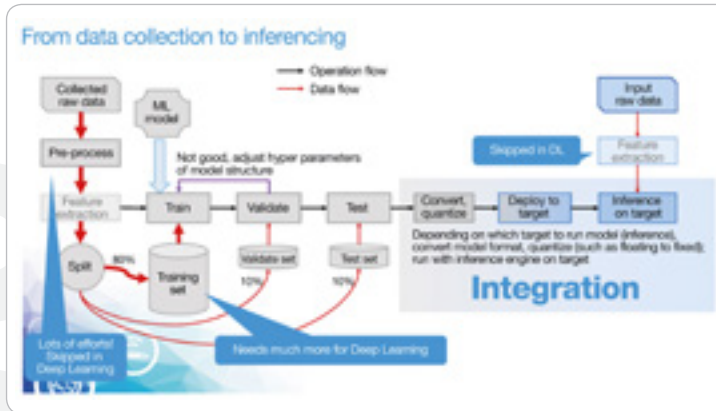 From data collection to inferencing
Operation flow
Data flow
Collected
raw data
ML
model
Input
raw data
Pre-process
Not good, adjust hyper parameters
of model structure
Skipped in DL
Feature
extraction
Feature
extraction
Train
Validate
Test
Convert,
quantize
Deploy to
target
Inference
on target
Depending on which target to run model (inference),
convert model format, quantize (such as floating to fixed);
run with inference engine on target
Split
80%
Training
set
Validate set
Test set
10%
10%
Integration
Lots of efforts!
Skipped in
Deep Learning
Needs much more for Deep Learning